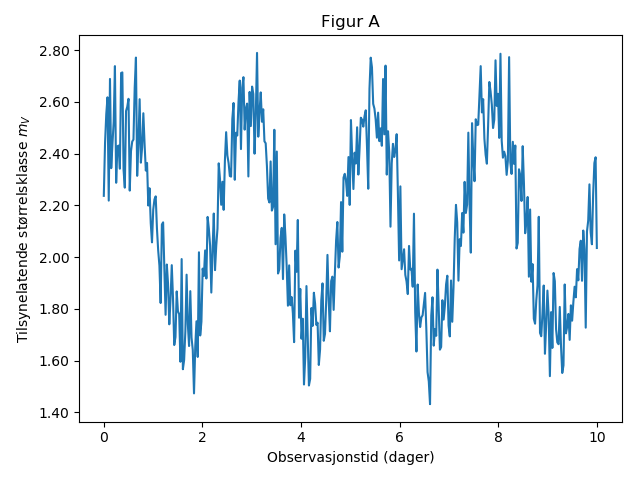 Figur A
Tilsynelatende størrelsklasse $m_V$
2.80
2.60
2.40
2.20
2.00
1.80
1.60
1.40
0 2 4 6 8 10
Observasjonstid (dager)